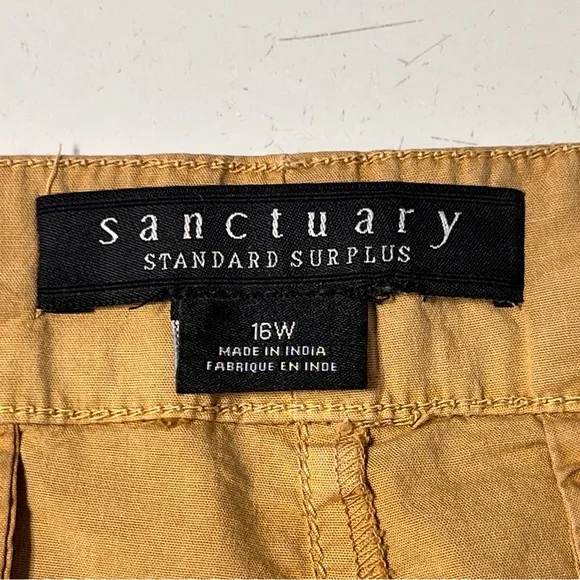 sanctuary
STANDARD SURPLUS
16W
MADE IN INDIA
FABRIQUE EN INDE